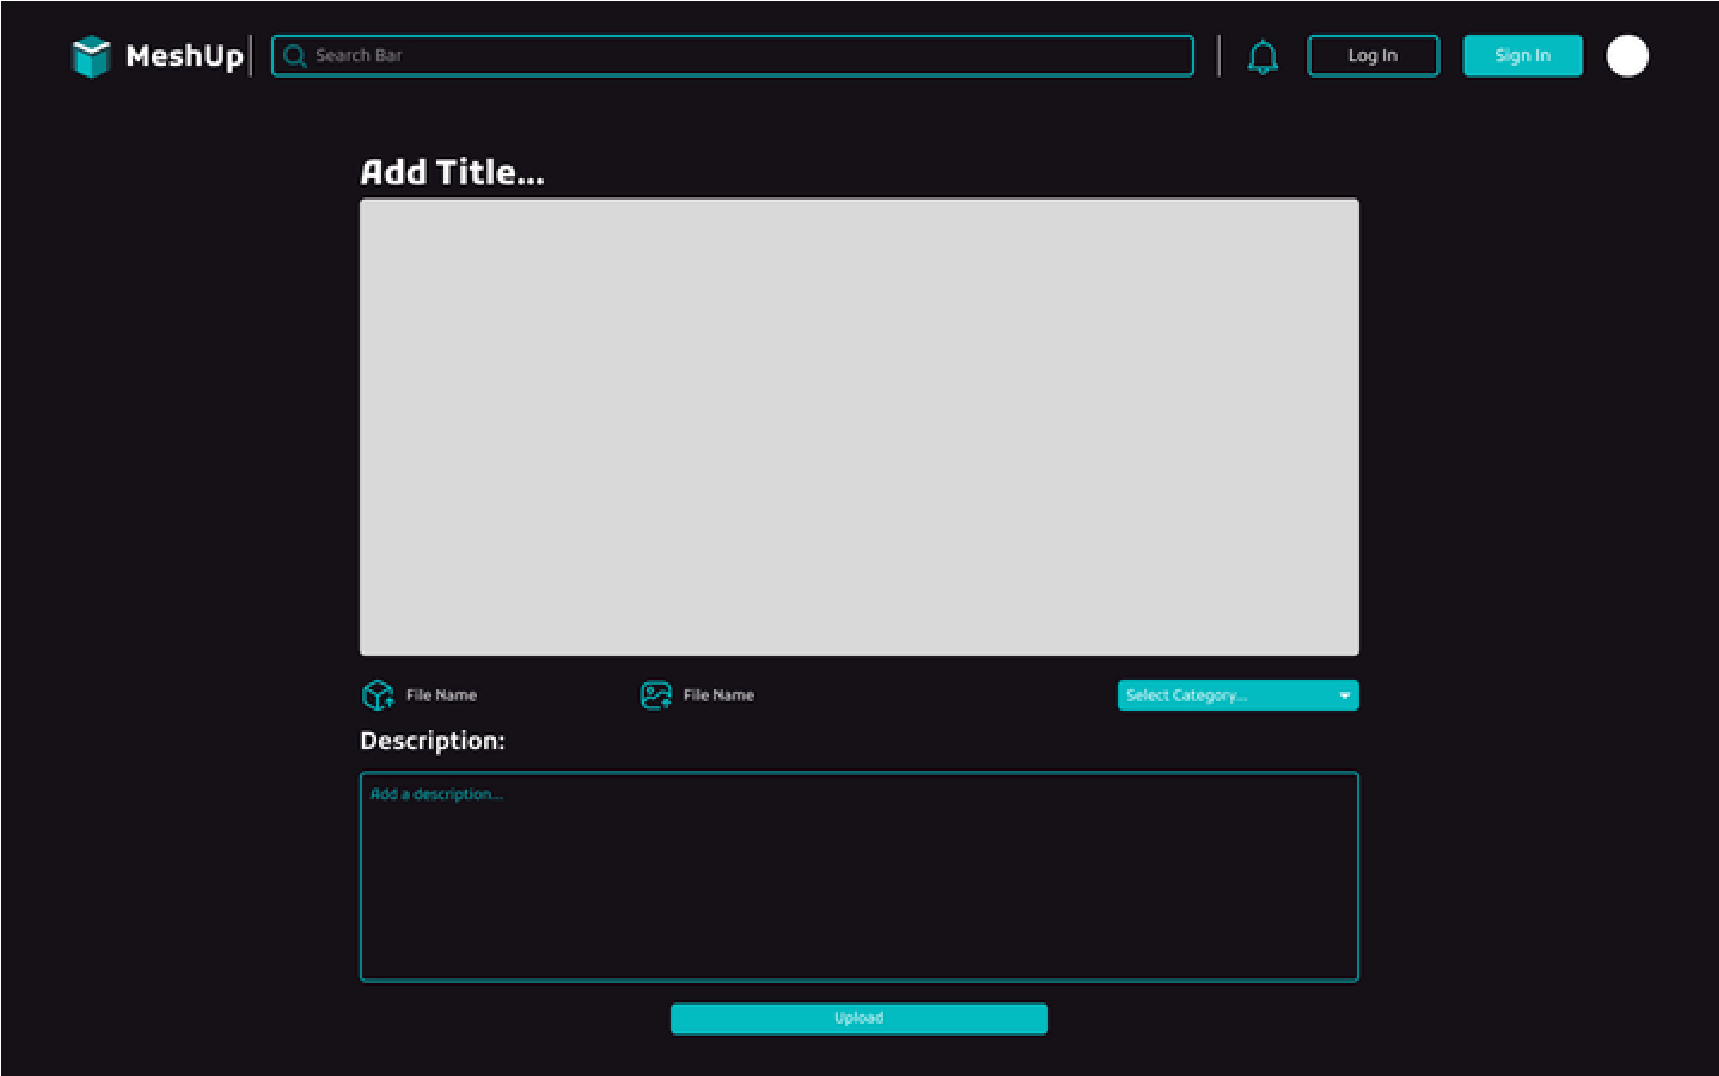 MeshUp
Search Bar
Log In
Sign In
Add Title...
File Name
File Name
Select Category...
Description:
Add a description...
Upload